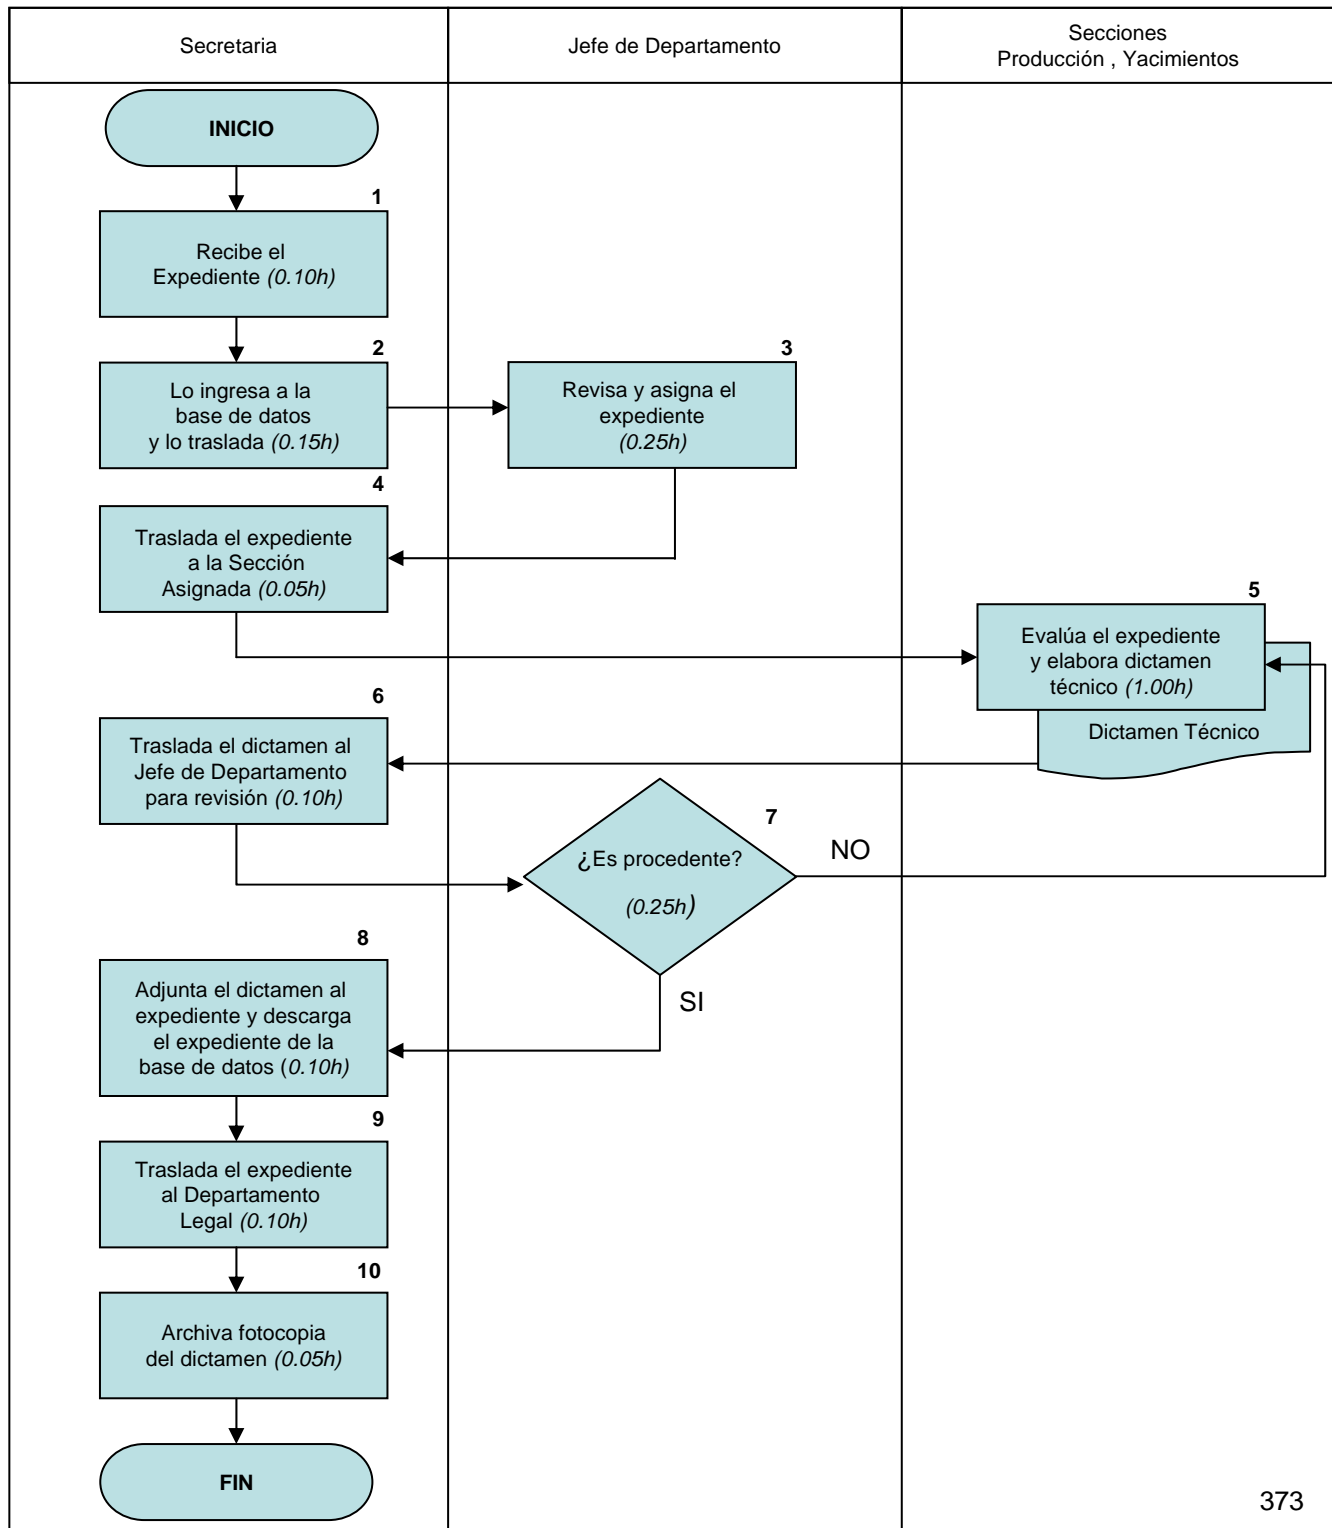 Secretaria
Jefe de Departamento
Secciones
Producción , Yacimientos
INICIO
1
Recibe el
Expediente (0.10h)
2
Lo ingresa a la
base de datos
y lo traslada (0.15h)
3
Revisa y asigna el
expediente
(0.25h)
4
Traslada el expediente
a la Sección
Asignada (0.05h)
5
Evalúa el expediente
y elabora dictamen
técnico (1.00h)
Dictamen Técnico
6
Traslada el dictamen al
Jefe de Departamento
para revisión (0.10h)
7
¿Es procedente?
(0.25h)
NO
SI
8
Adjunta el dictamen al
expediente y descarga
el expediente de la
base de datos (0.10h)
9
Traslada el expediente
al Departamento
Legal (0.10h)
10
Archiva fotocopia
del dictamen (0.05h)
FIN
373